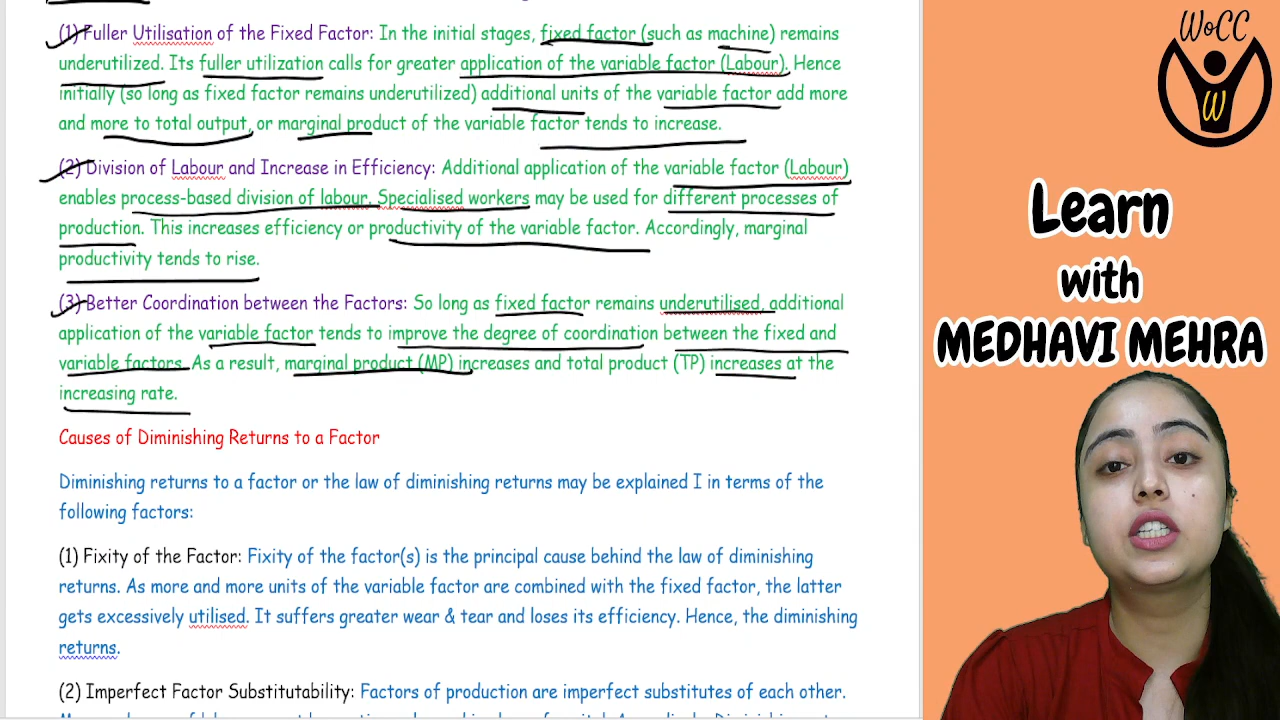 (1) Fuller Utilisation of the Fixed Factor: In the initial stages, fixed factor (such as machine) remains
underutilized. Its fuller utilization calls for greater application of the variable factor (Labour). Hence
initially (so long as fixed factor remains underutilized) additional units of the variable factor add more
and more to total output, or marginal product of the variable factor tends to increase.
(2) Division of Labour and Increase in Efficiency: Additional application of the variable factor (Labour)
enables process-based division of labour. Specialised workers may be used for different processes of
production. This increases efficiency or productivity of the variable factor. Accordingly, marginal
productivity tends to rise.
(3) Better Coordination between the Factors: So long as fixed factor remains underutilised, additional
application of the variable factor tends to improve the degree of coordination between the fixed and
variable factors. As a result, marginal product (MP) increases and total product (TP) increases at the
increasing rate.
Causes of Diminishing Returns to a Factor
Diminishing returns to a factor or the law of diminishing returns may be explained I in terms of the
following factors:
(1) Fixity of the Factor: Fixity of the factor(s) is the principal cause behind the law of diminishing
returns. As more and more units of the variable factor are combined with the fixed factor, the latter
gets excessively utilised. It suffers greater wear & tear and loses its efficiency. Hence, the diminishing
returns.
(2) Imperfect Factor Substitutability: Factors of production are imperfect substitutes of each other.
WoCC
W
Learn
with
MEDHAVI MEHRA